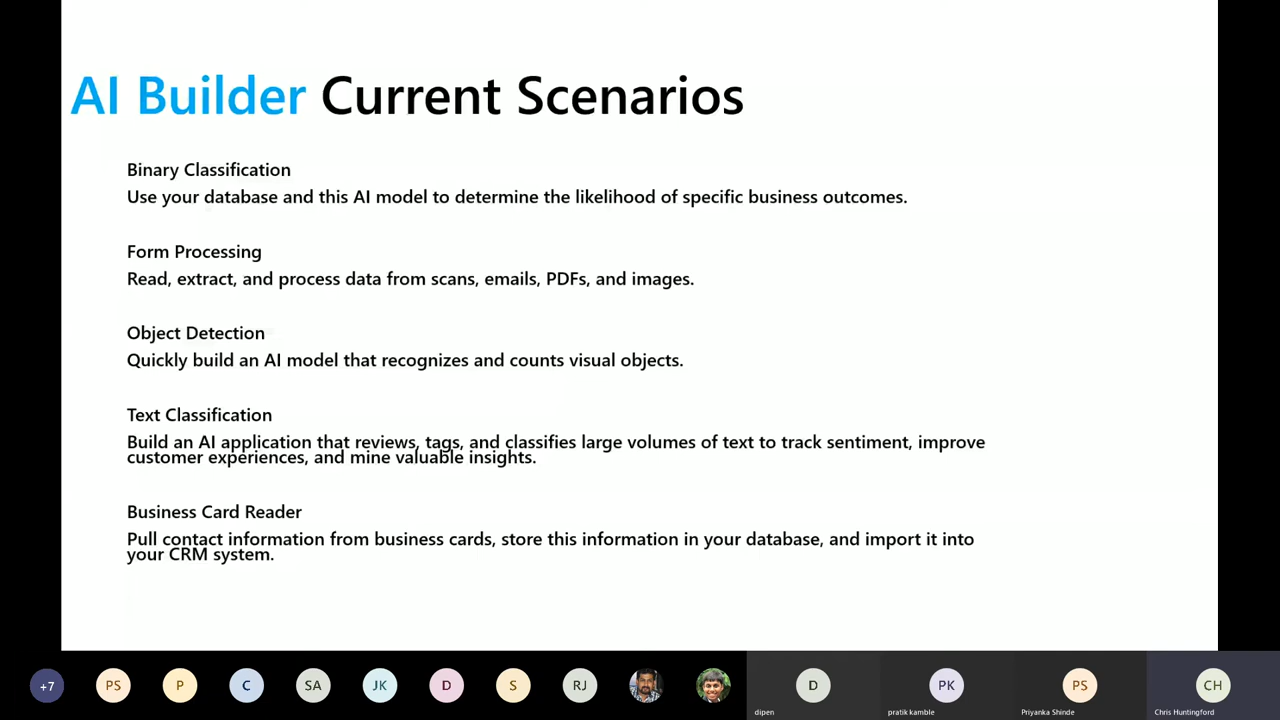 AI Builder Current Scenarios
Binary Classification
Use your database and this AI model to determine the likelihood of specific business outcomes.
Form Processing
Read, extract, and process data from scans, emails, PDFs, and images.
Object Detection
Quickly build an AI model that recognizes and counts visual objects.
Text Classification
Build an AI application that reviews, tags, and classifies large volumes of text to track sentiment, improve
customer experiences, and mine valuable insights.
Business Card Reader
Pull contact information from business cards, store this information in your database, and import it into
your CRM system.
+7 PS P C SA JK D S RJ D PK PS CH
dipen pratik kamble Priyanka Shinde Chris Huntingford